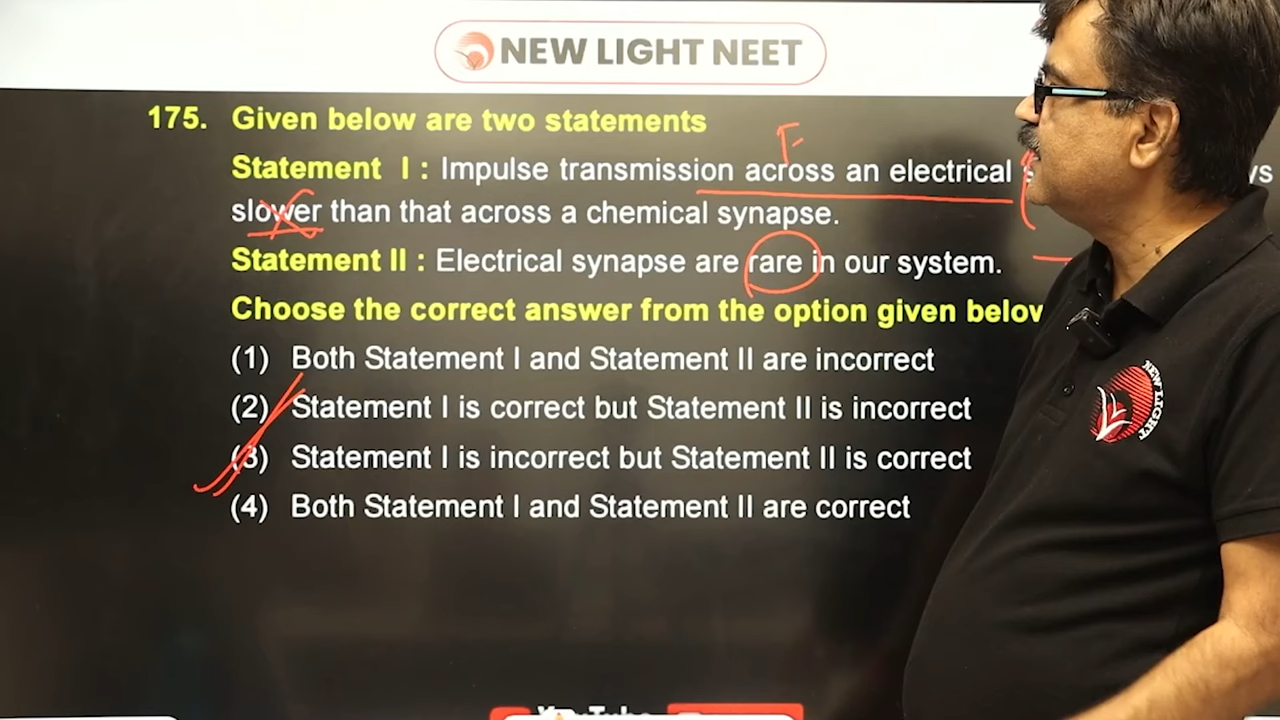 NEW LIGHT NEET
175. Given below are two statements
Statement I : Impulse transmission across an electrical
slower than that across a chemical synapse.
Statement II : Electrical synapse are rare in our system.
Choose the correct answer from the option given below
(1) Both Statement I and Statement II are incorrect
(2) Statement I is correct but Statement II is incorrect
(3) Statement I is incorrect but Statement II is correct
(4) Both Statement I and Statement II are correct
NEW LIGHT
YouTube